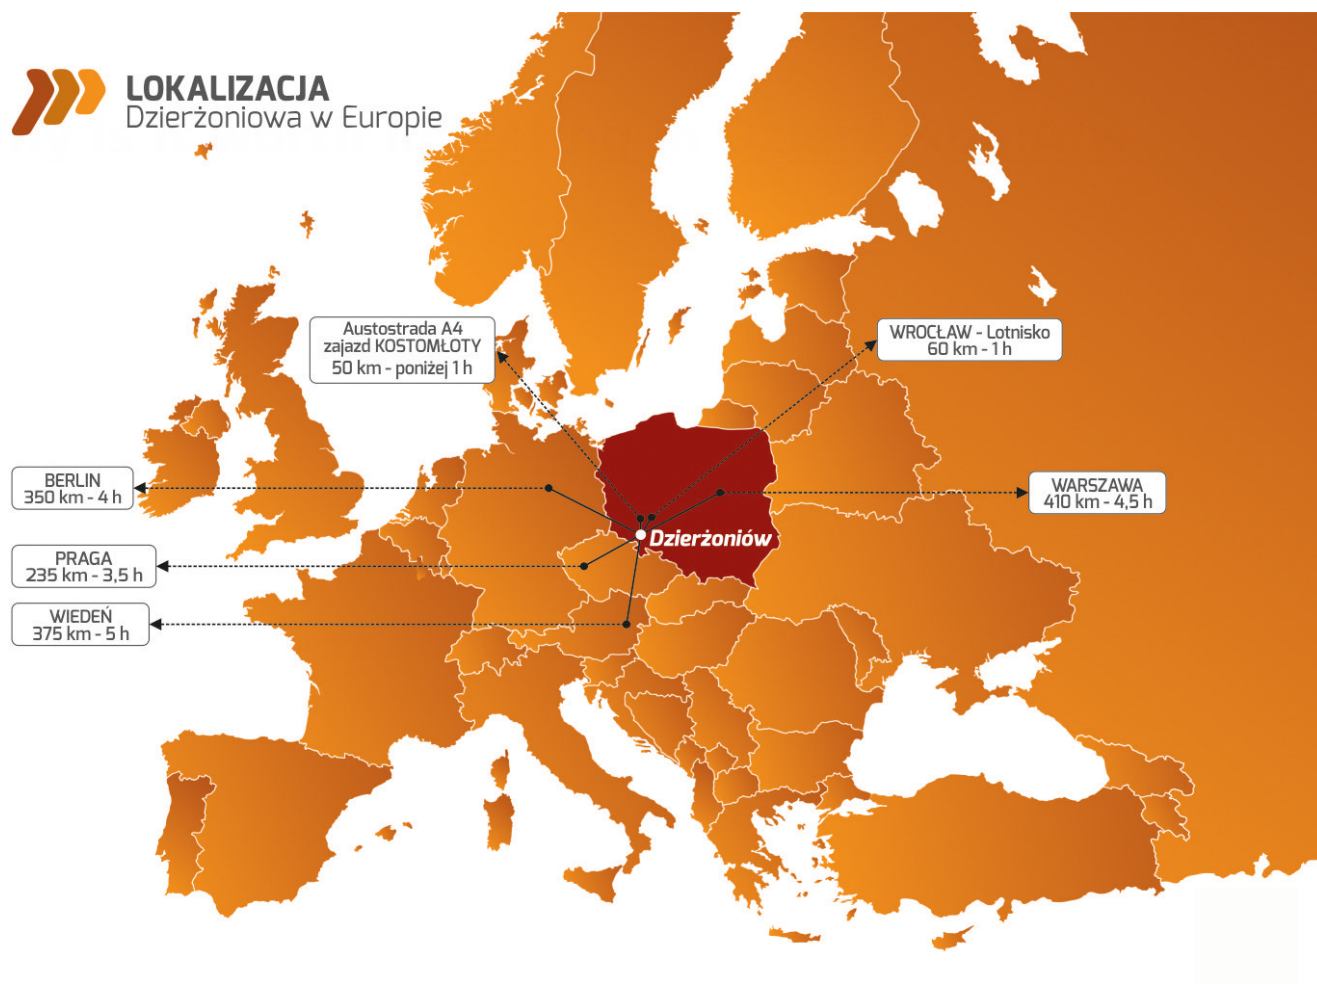 LOKALIZACJA
Dzierżoniowa w Europie
Austostrada A4
zajazd KOSTOMŁOTY
50 km - poniżej 1 h
WROCŁAW - Lotnisko
60 km - 1 h
BERLIN
350 km - 4 h
WARSZAWA
410 km - 4,5 h
Dzierżoniów
PRAGA
235 km - 3,5 h
WIEDEŃ
375 km - 5 h